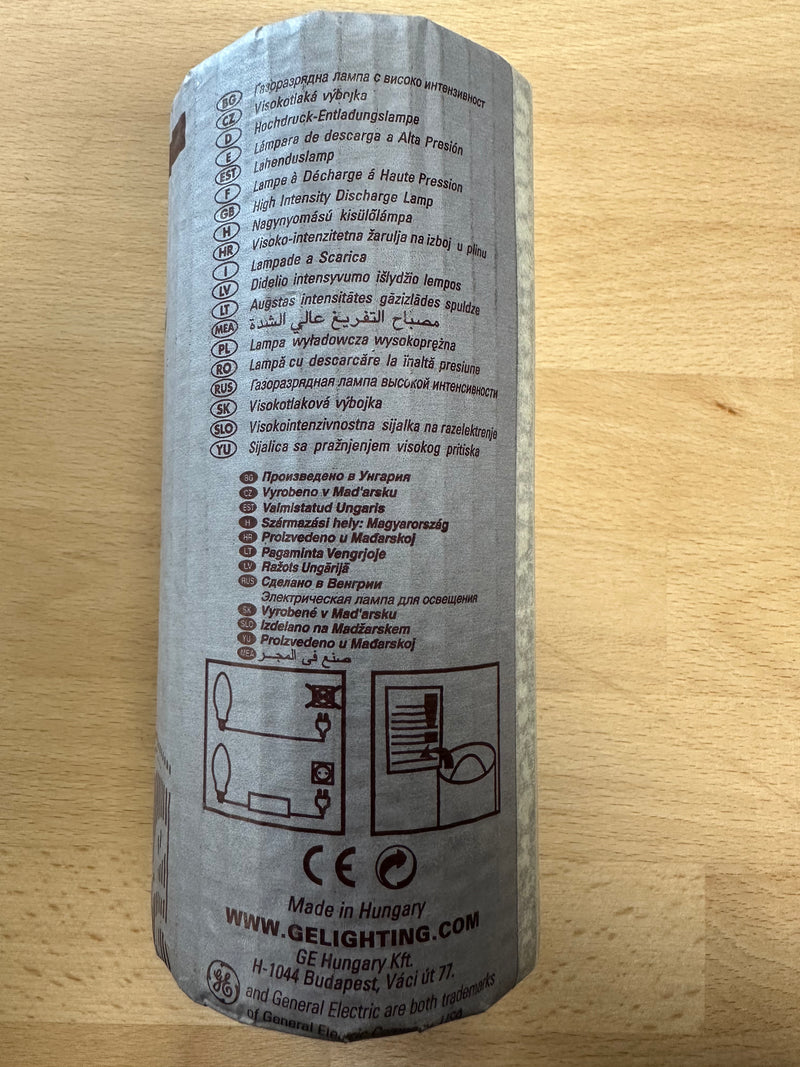 BG Газоразрядна лампа с високо интензивност
CZ Visokotlaká výbojka
D Hochdruck-Entladungslampe
E Lámpara de descarga a Alta Presión
EST Lahenduslamp
F Lampe à Décharge á Haute Pression
GB High Intensity Discharge Lamp
H Nagynyomású kisülőlámpa
HR Visoko-intenzitetna žarulja na izboj u plinu
I Lampade a Scarica
LV Didelio intensyvumo išlydžio lempos
LT Augstas intensitātes gāzizlādes spuldze
MEA مصباح التفريغ عالي الشدة
PL Lampa wyładowcza wysokoprężna
RO Lampă cu descarcăre la înaltă presiune
RUS Газоразрядная лампа высокой интенсивности
SK Visokotlaková výbojka
SLO Visokointenzivnostna sijalka na razelektrenje
YU Sijalica sa pražnjenjem visokog pritiska
BG Произведено в Унгария
CZ Vyrobeno v Mad'arsku
EST Valmistatud Ungaris
H Származási hely: Magyarország
HR Proizvedeno u Mađarskoj
LT Pagaminta Vengrjoje
LV Ražots Ungārijā
RUS Сделано в Венгрии
Электрическая лампа для освещения
SK Vyrobené v Mad'arsku
SLO Izdelano na Madžarskem
YU Proizvedeno u Mađarskoj
MEA صنع في المجر
CE
Made in Hungary
WWW.GELIGHTING.COM
GE Hungary Kft.
H-1044 Budapest, Váci út 77.
GE and General Electric are both trademarks
of General Electric